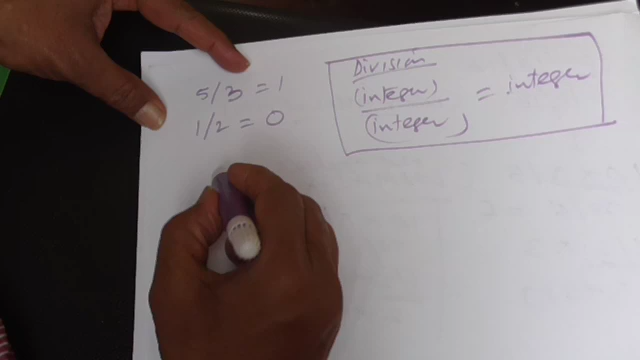 5/3 = 1
1/2 = 0
Division
(integer)
(integer)
= integer